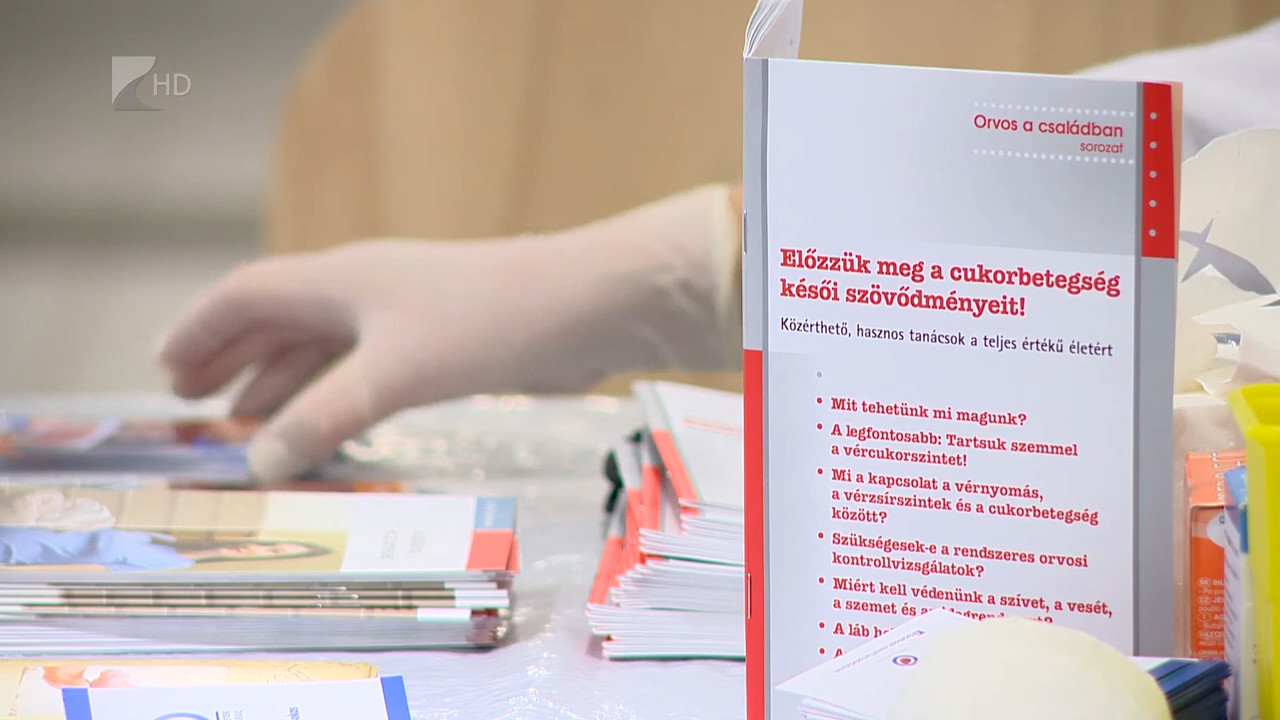 HD
Orvos a családban
sorozat
Előzzük meg a cukorbetegség
késői szövődményeit!
Közérthető, hasznos tanácsok a teljes értékű életért
• Mit tehetünk mi magunk?
• A legfontosabb: Tartsuk szemmel
a vércukorszintet!
• Mi a kapcsolat a vérnyomás,
a vérzsírszintek és a cukorbetegség
között?
• Szükségesek-e a rendszeres orvosi
kontrollvizsgálatok?
• Miért kell védenünk a szívet, a vesét,
a szemet és
• A láb